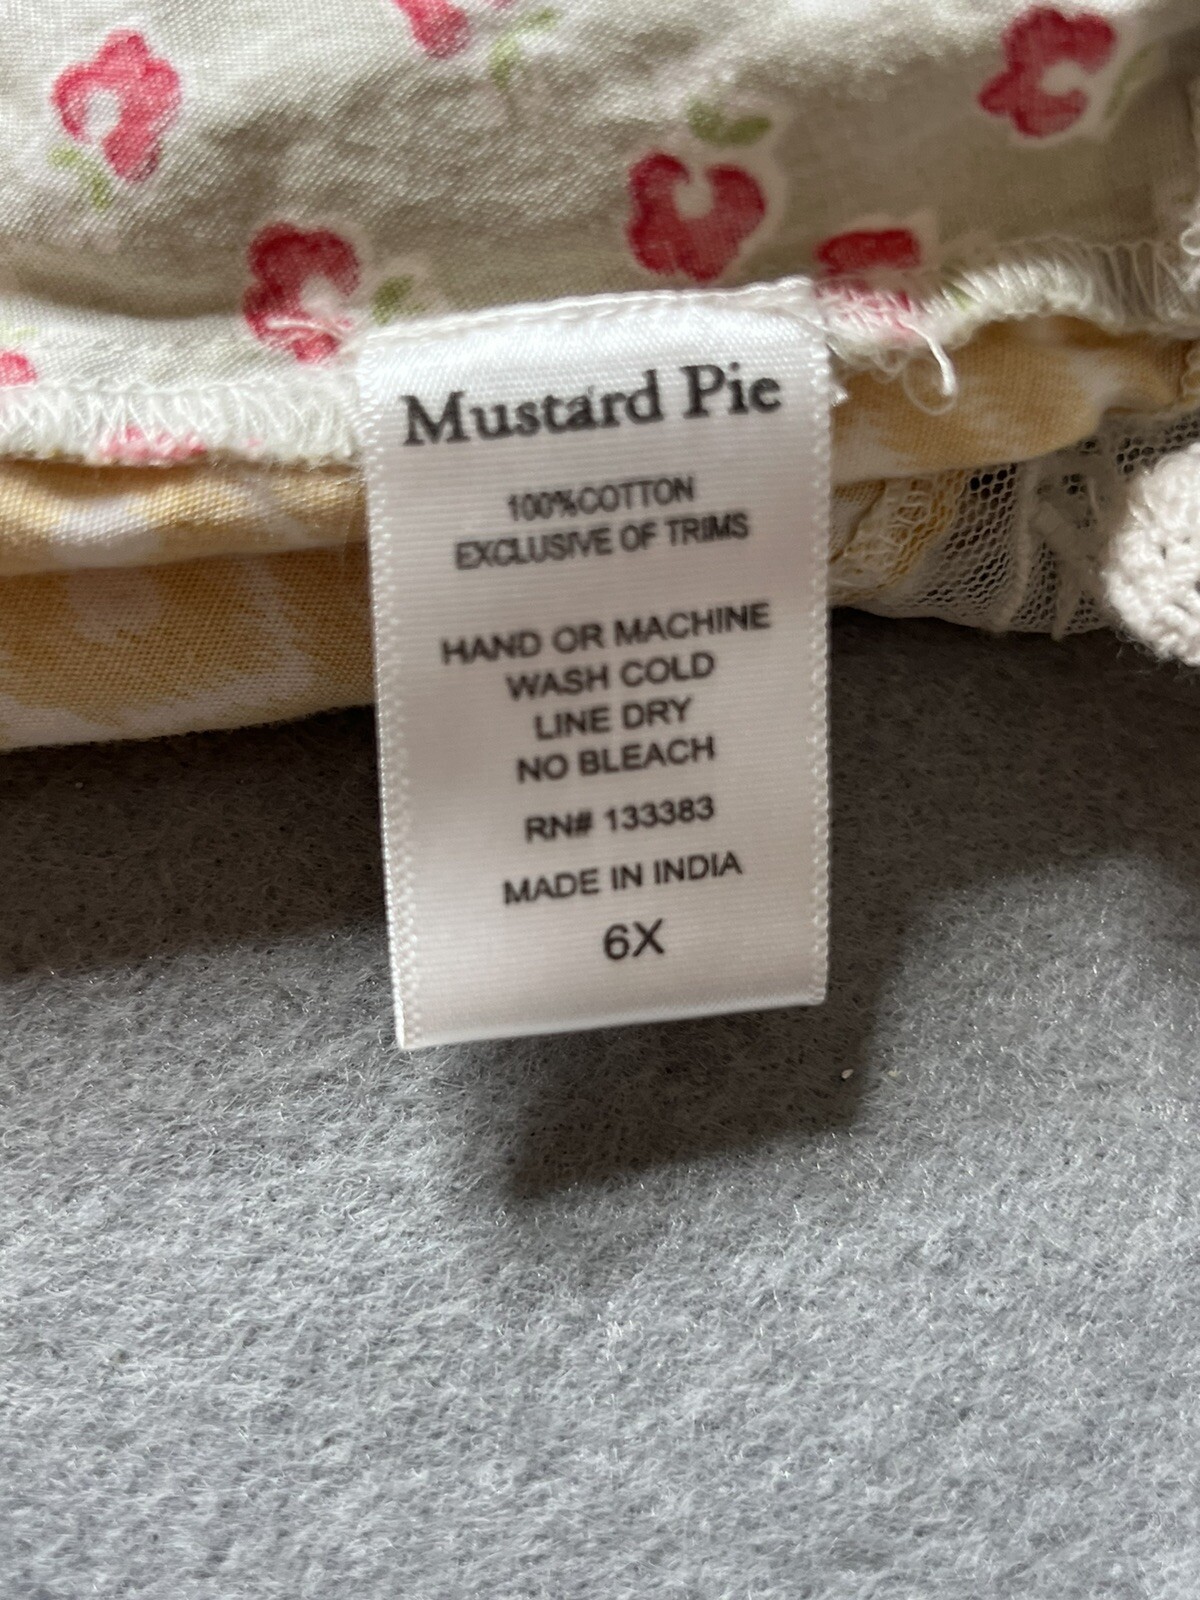 Mustard Pie
100%COTTON
EXCLUSIVE OF TRIMS
HAND OR MACHINE
WASH COLD
LINE DRY
NO BLEACH
RN# 133383
MADE IN INDIA
6X